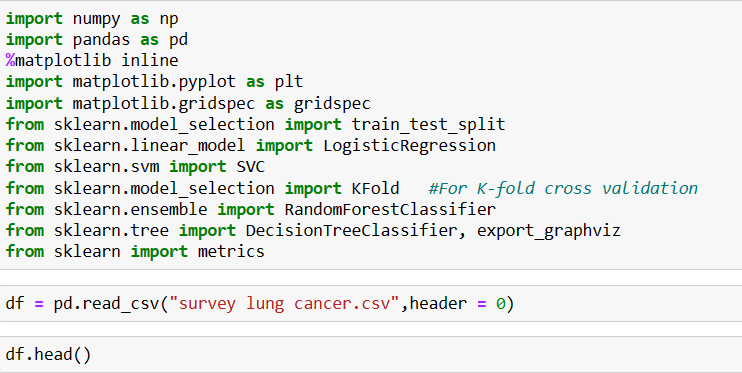 import numpy as np
import pandas as pd
%matplotlib inline
import matplotlib.pyplot as plt
import matplotlib.gridspec as gridspec
from sklearn.model_selection import train_test_split
from sklearn.linear_model import LogisticRegression
from sklearn.svm import SVC
from sklearn.model_selection import KFold   #For K-fold cross validation
from sklearn.ensemble import RandomForestClassifier
from sklearn.tree import DecisionTreeClassifier, export_graphviz
from sklearn import metrics
df = pd.read_csv("survey lung cancer.csv",header = 0)
df.head()